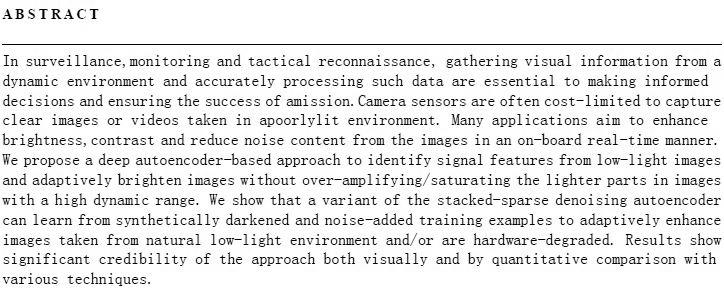 ABSTRACT
In surveillance,monitoring and tactical reconnaissance, gathering visual information from a
dynamic environment and accurately processing such data are essential to making informed
decisions and ensuring the success of amission.Camera sensors are often cost-limited to capture
clear images or videos taken in apoorlylit environment. Many applications aim to enhance
brightness,contrast and reduce noise content from the images in an on-board real-time manner.
We propose a deep autoencoder-based approach to identify signal features from low-light images
and adaptively brighten images without over-amplifying/saturating the lighter parts in images
with a high dynamic range. We show that a variant of the stacked-sparse denoising autoencoder
can learn from synthetically darkened and noise-added training examples to adaptively enhance
images taken from natural low-light environment and/or are hardware-degraded. Results show
significant credibility of the approach both visually and by quantitative comparison with
various techniques.